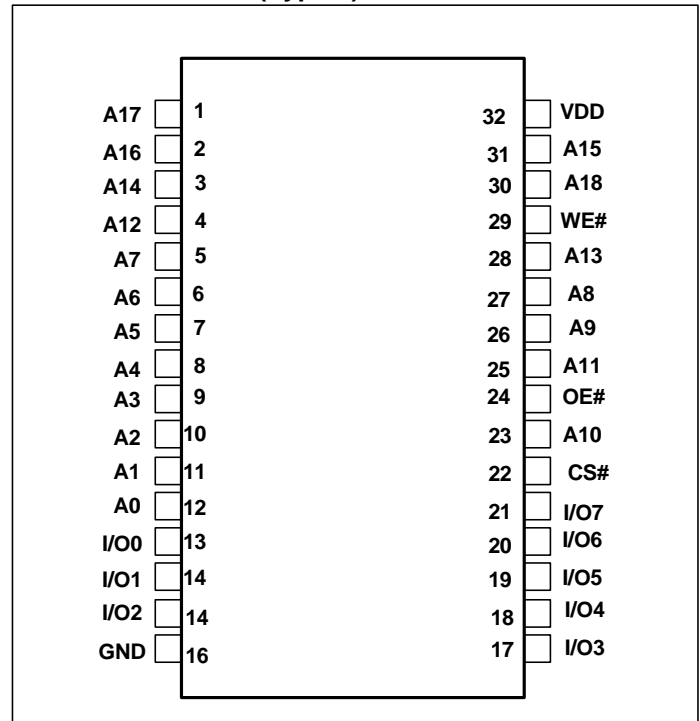 A17 1 32 VDD
A16 2 31 A15
A14 3 30 A18
A12 4 29 WE#
A7 5 28 A13
A6 6 27 A8
A5 7 26 A9
A4 8 25 A11
A3 9 24 OE#
A2 10 23 A10
A1 11 22 CS#
A0 12 21 I/O7
I/O0 13 20 I/O6
I/O1 14 19 I/O5
I/O2 14 18 I/O4
GND 16 17 I/O3